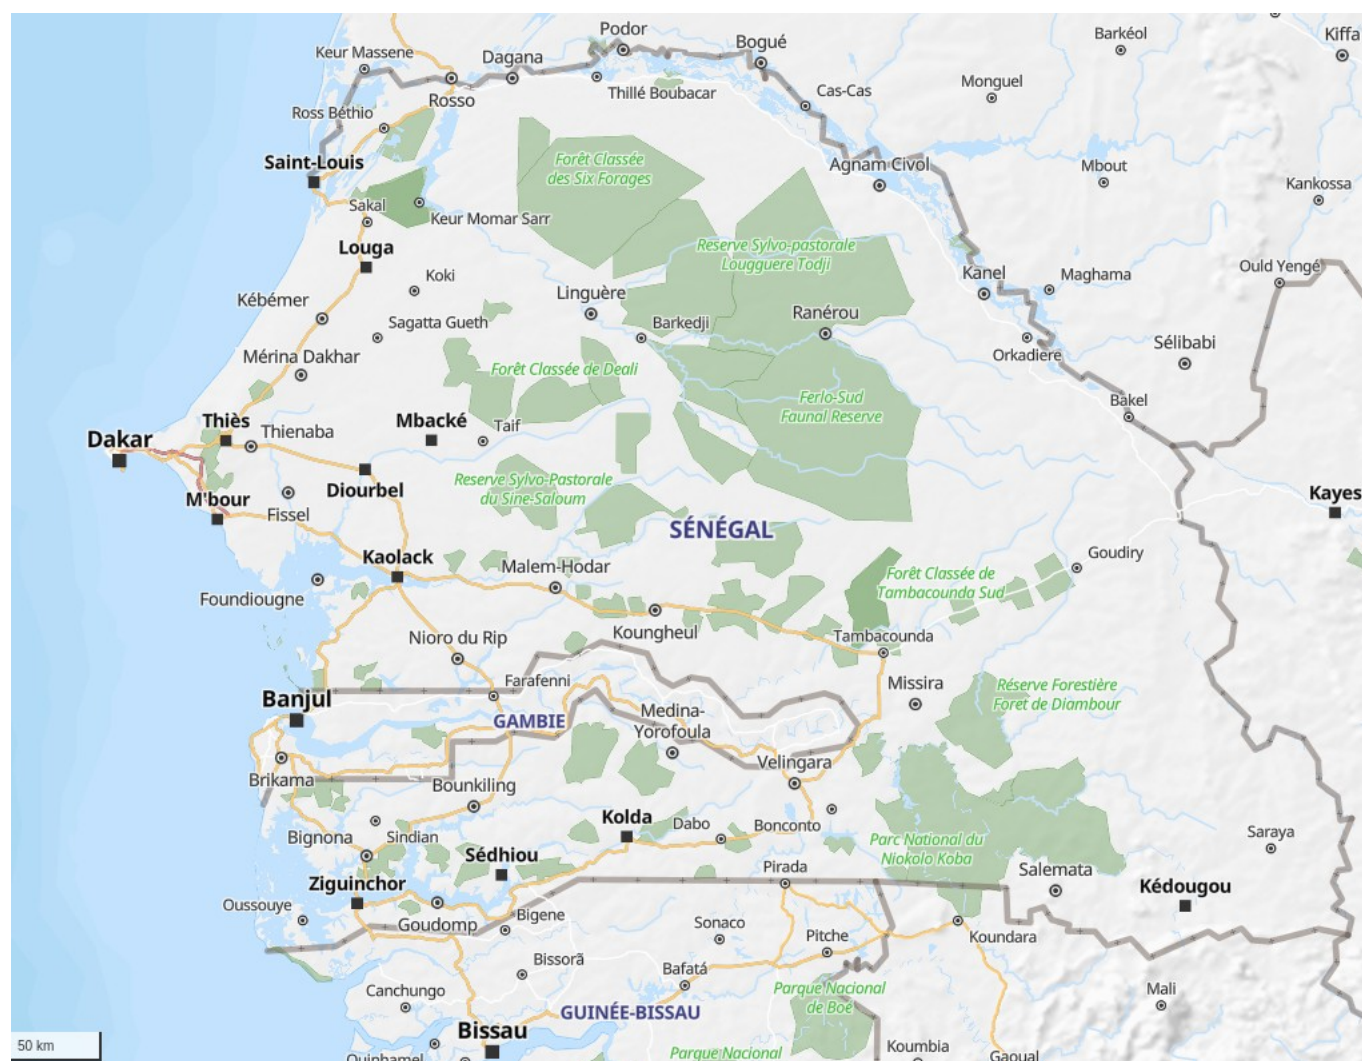 Podor
Barkéol
Kiffa
Bogué
Keur Massene
Dagana
Monguel
Cas-Cas
Thillé Boubacar
Rosso
Ross Béthio
Saint-Louis
Forêt Classée
des Six Forages
Agnam Civol
Mbout
Kankossa
Sakal
Keur Momar Sarr
Louga
Reserve Sylvo-pastorale
Lougguere Todji
Koki
Kanel
Maghama
Ould Yengé
Linguère
Kébémer
Sagatta Gueth
Barkedji
Ranérou
Sélibabi
Orkadiere
Mérina Dakhar
Forêt Classée de Deali
Ferlo-Sud
Faunal Reserve
Bakel
Thiès
Mbacké
Taif
Thienaba
Dakar
Diourbel
Reserve Sylvo-Pastorale
du Sine-Saloum
M'bour
Fissel
Kayes
SÉNÉGAL
Kaolack
Malem-Hodar
Goudiry
Forêt Classée de
Tambacounda Sud
Foundiougne
Koungheul
Nioro du Rip
Tambacounda
Farafenni
Missira
Réserve Forestière
Foret de Diambour
Banjul
GAMBIE
Medina-
Yorofoula
Velingara
Brikama
Bounkiling
Kolda
Dabo
Bonconto
Bignona
Sindian
Parc National du
Niokolo Koba
Saraya
Sédhiou
Pirada
Salemata
Ziguinchor
Kédougou
Oussouye
Goudomp
Bigene
Sonaco
Pitche
Koundara
Bissorã
Bafatá
Canchungo
Parque Nacional
de Boé
Mali
GUINÉE-BISSAU
Bissau
50 km
Quinhamel
Parque Nacional
Koumbia
Gaoual